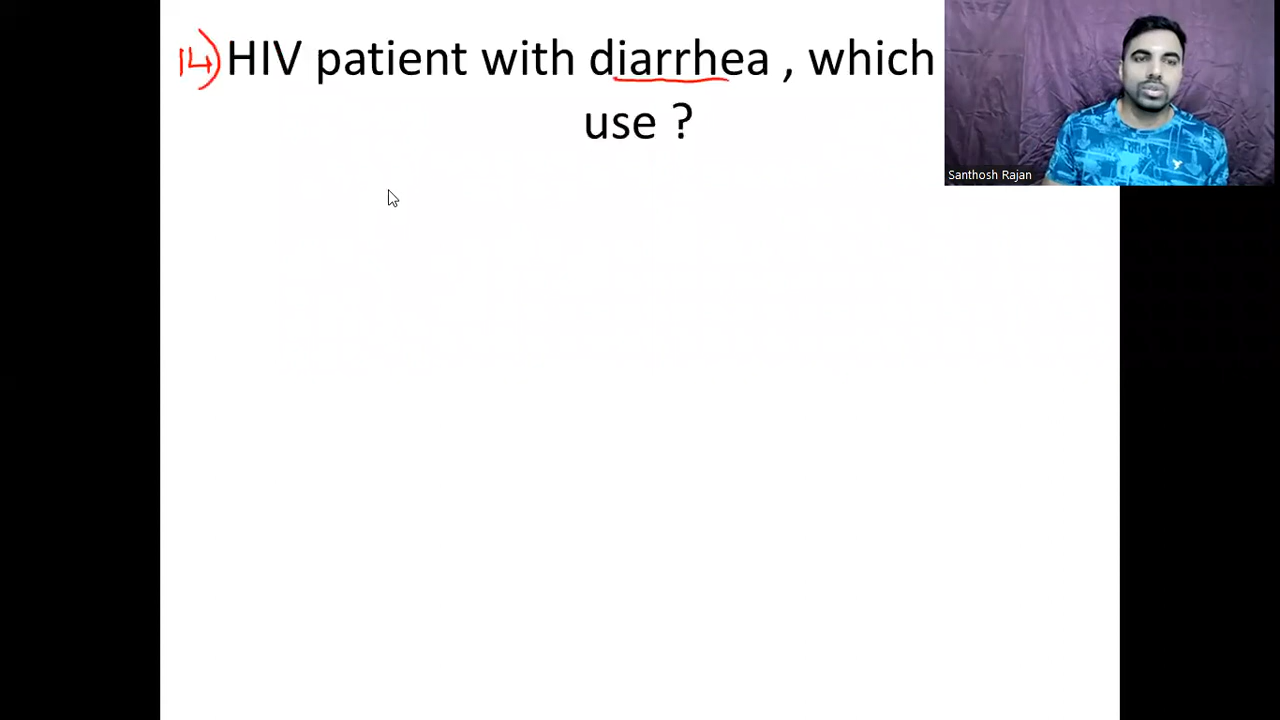 14) HIV patient with diarrhea , which
use ?
Santhosh Rajan